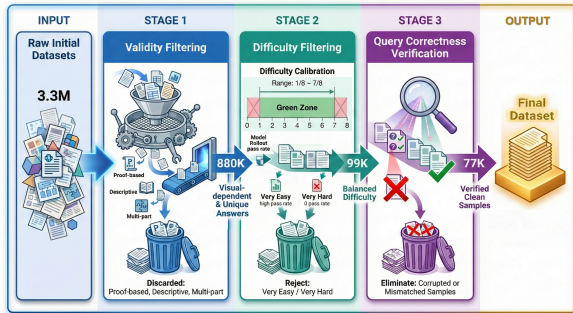 INPUT
STAGE 1
STAGE 2
STAGE 3
OUTPUT
Raw Initial
Datasets
3.3M
Validity Filtering
Proof-based
Descriptive
Multi-part
Discarded:
Proof-based, Descriptive, Multi-part
880K
Visual-
dependent
& Unique
Answers
Difficulty Filtering
Difficulty Calibration
Range: 1/8 ~ 7/8
Green Zone
0 1 2 3 4 5 6 7 8
Model
Rollout
pass rate
Very Easy
high pass rate
Very Hard
0 pass rate
Reject:
Very Easy / Very Hard
99K
Balanced
Difficulty
Query Correctness
Verification
Eliminate: Corrupted or
Mismatched Samples
77K
Verified
Clean
Samples
Final
Dataset